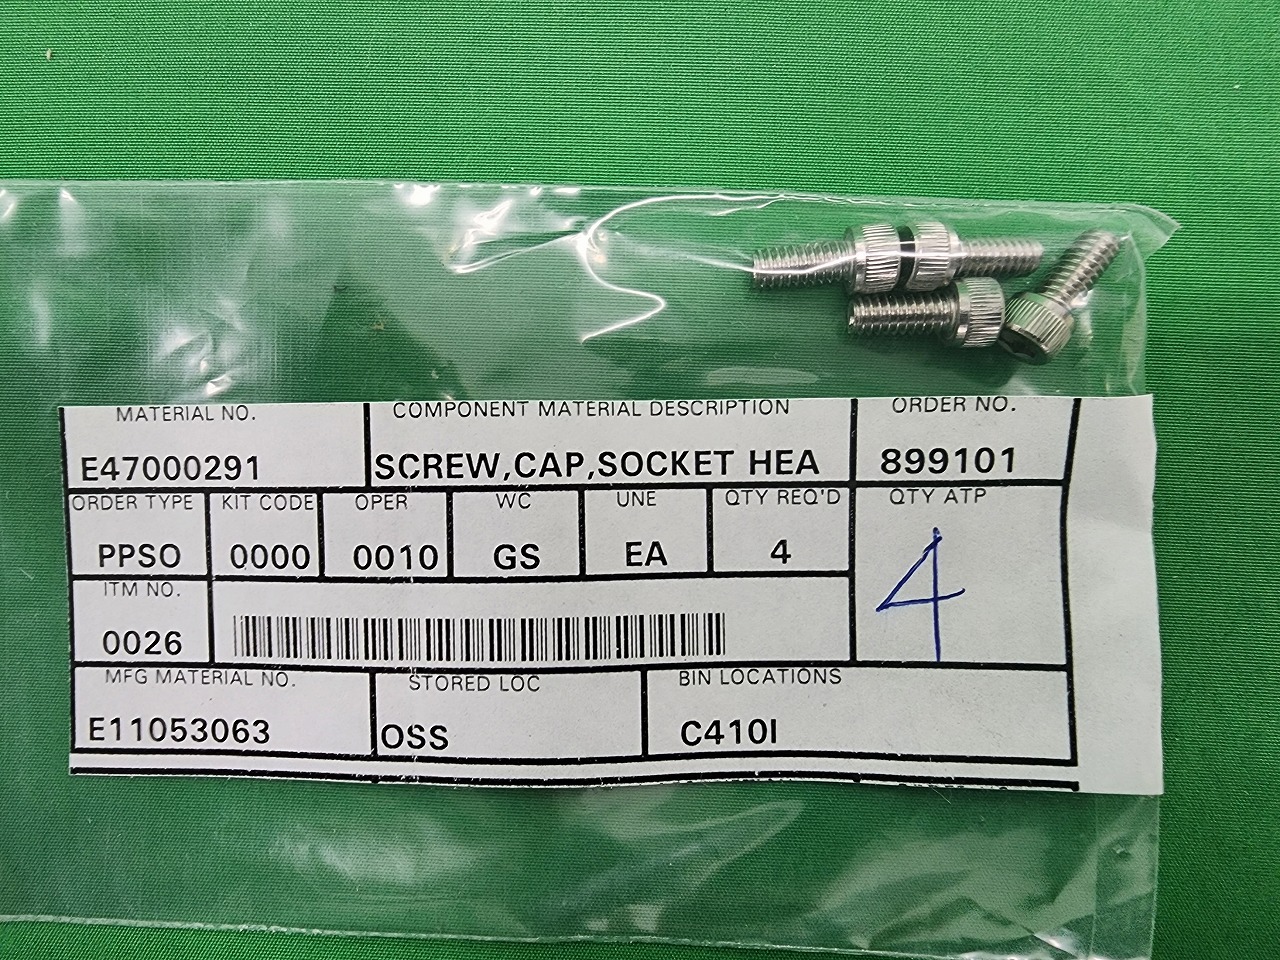 MATERIAL NO. COMPONENT MATERIAL DESCRIPTION ORDER NO.
E47000291 SCREW,CAP,SOCKET HEA 899101
ORDER TYPE KIT CODE OPER WC UNE QTY REQ'D QTY ATP
PPSO 0000 0010 GS EA 4 4
ITM NO.
0026
MFG MATERIAL NO. STORED LOC BIN LOCATIONS
E11053063 OSS C410I